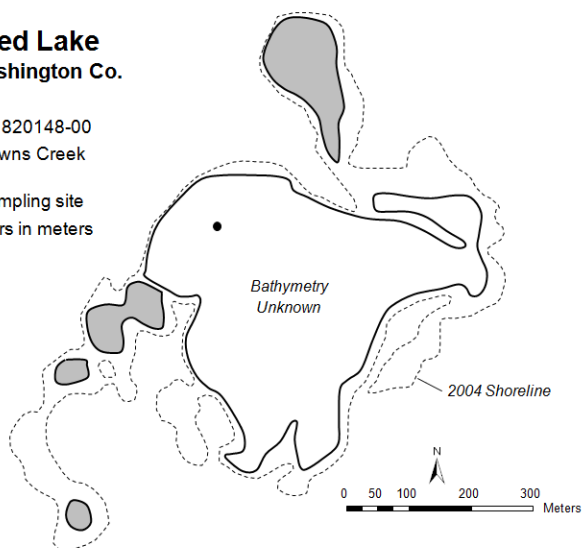 ed Lake
shington Co.
820148-00
wns Creek
mpling site
rs in meters
Bathymetry
Unknown
2004 Shoreline
N
0 50 100 200 300
Meters